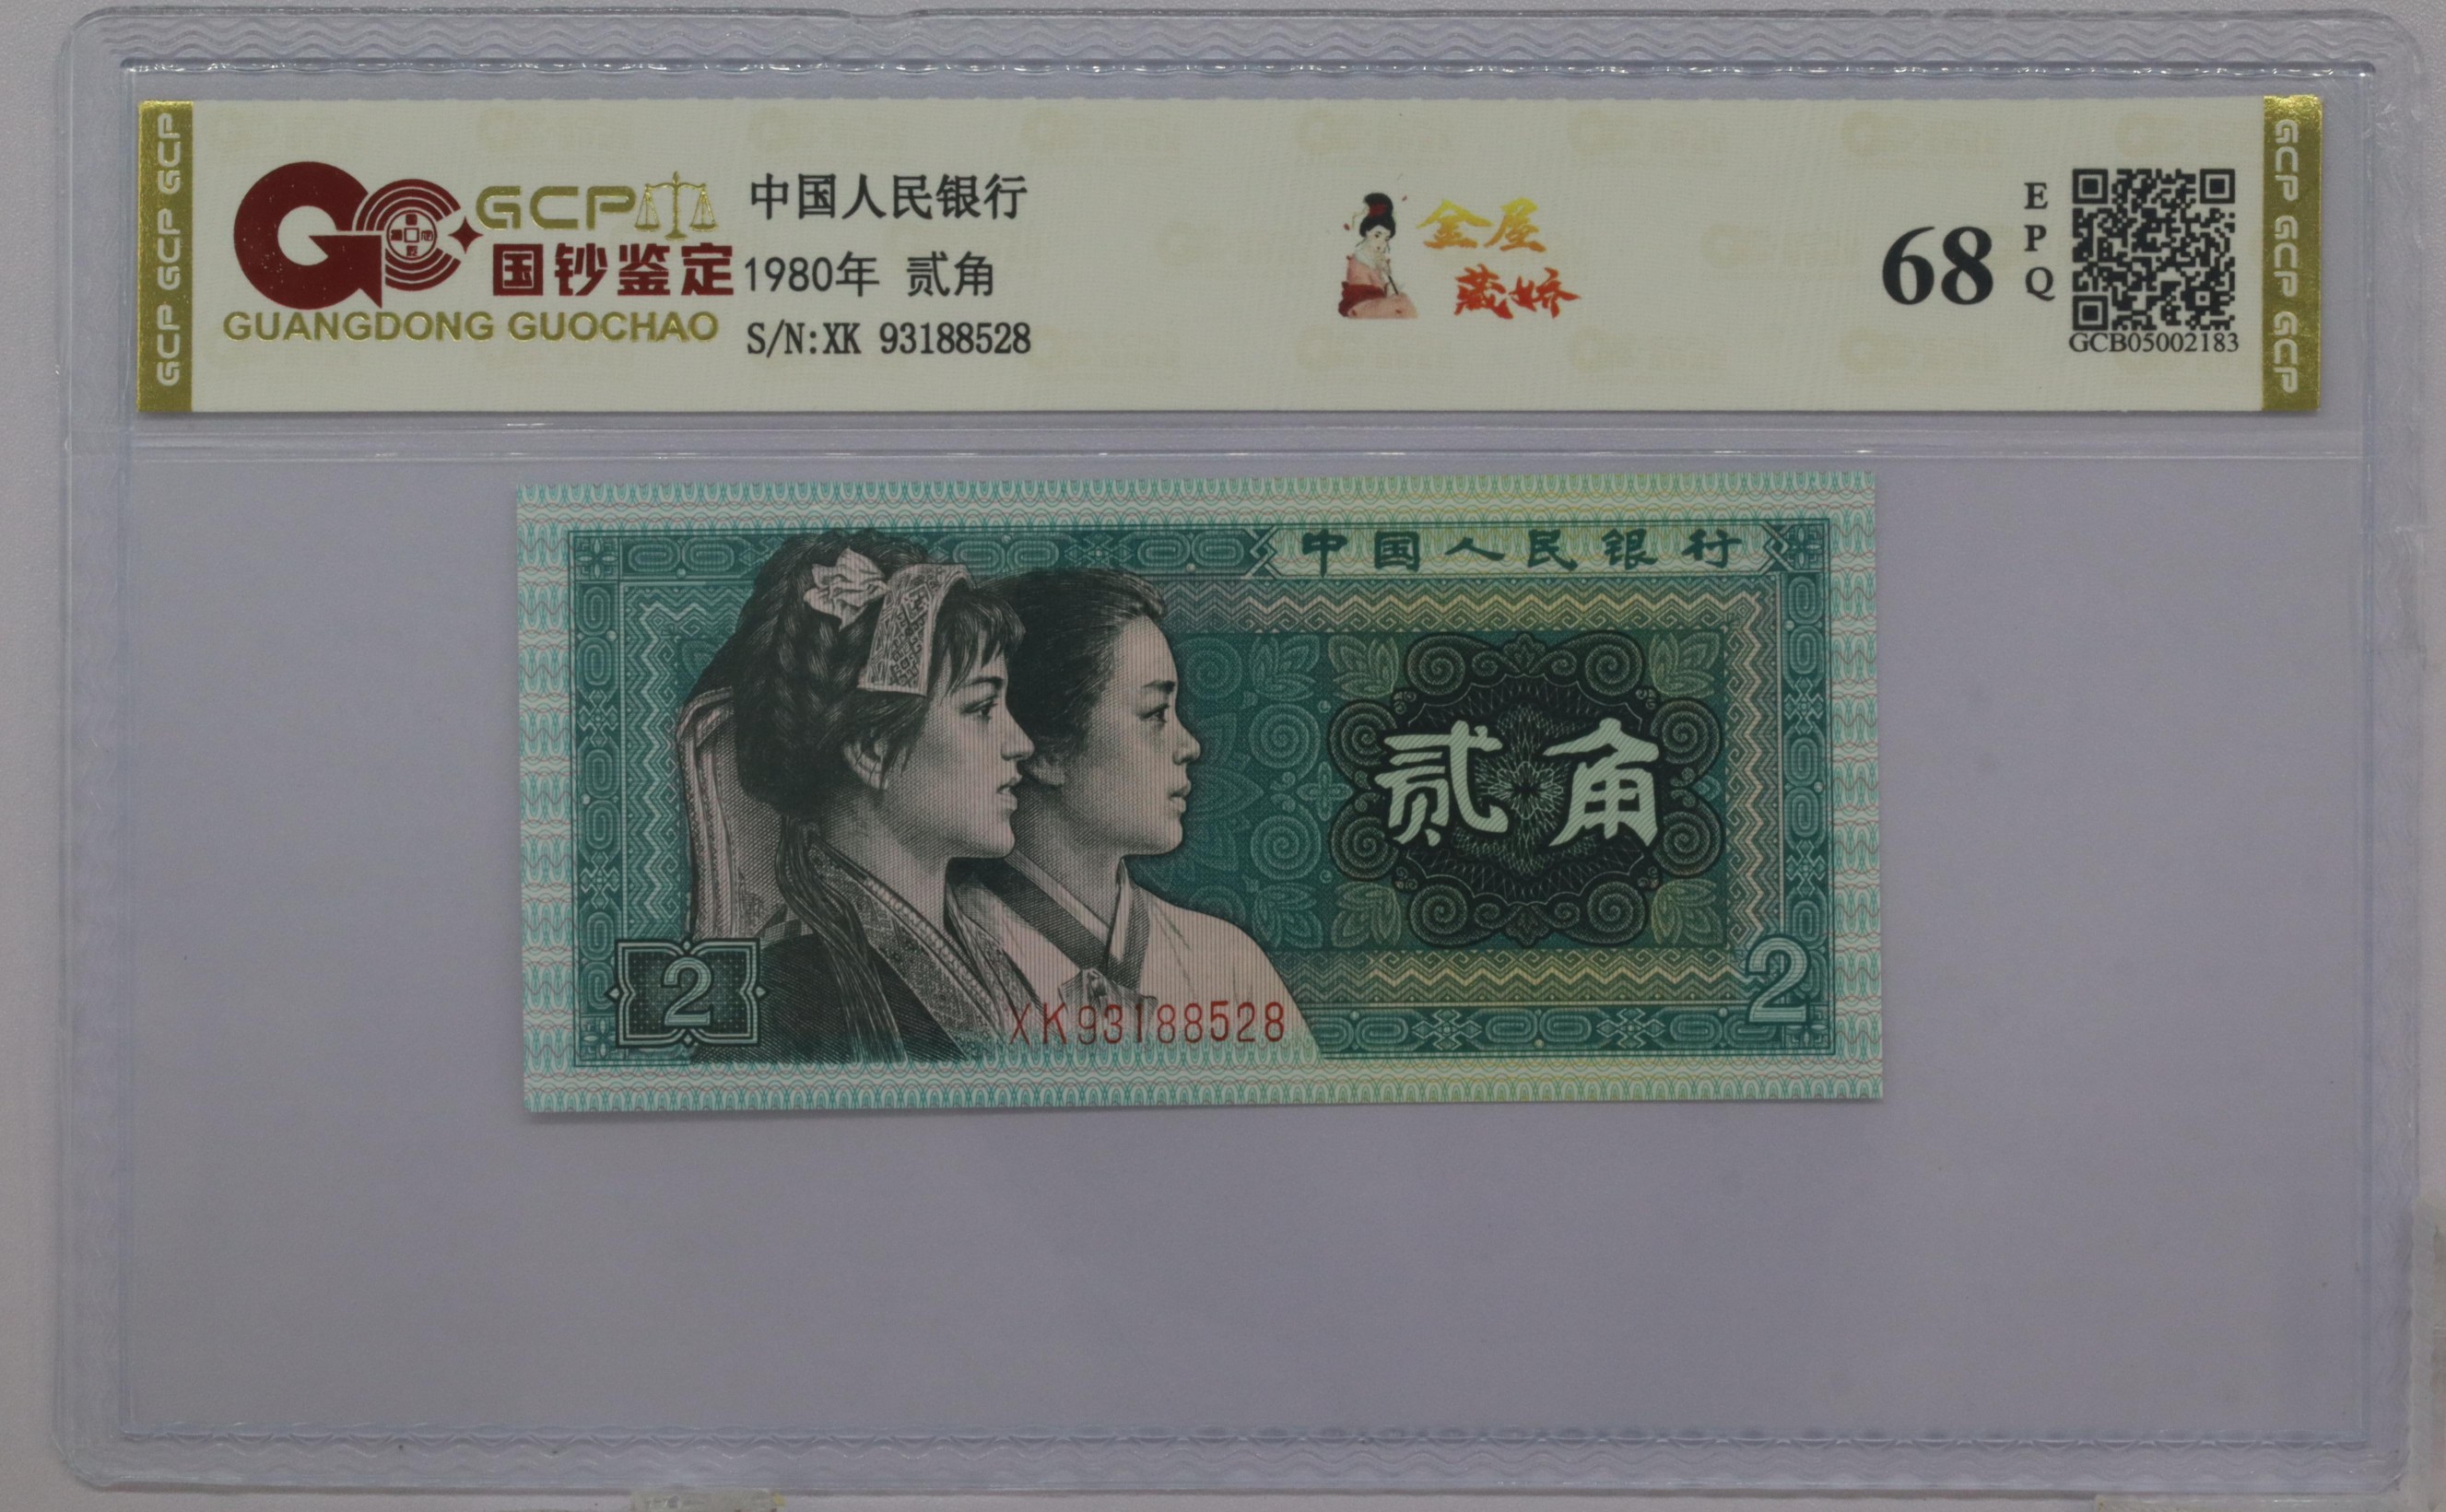 GCP GCP GCP
GCP
国钞鉴定
GUANGDONG GUOCHAO
中国人民银行
1980年 贰角
S/N:XK 93188528
金屋
藏娇
68
EPQ
GCB05002183
GCP GCP GCP
中国人民银行
贰角
2
XK93188528
2